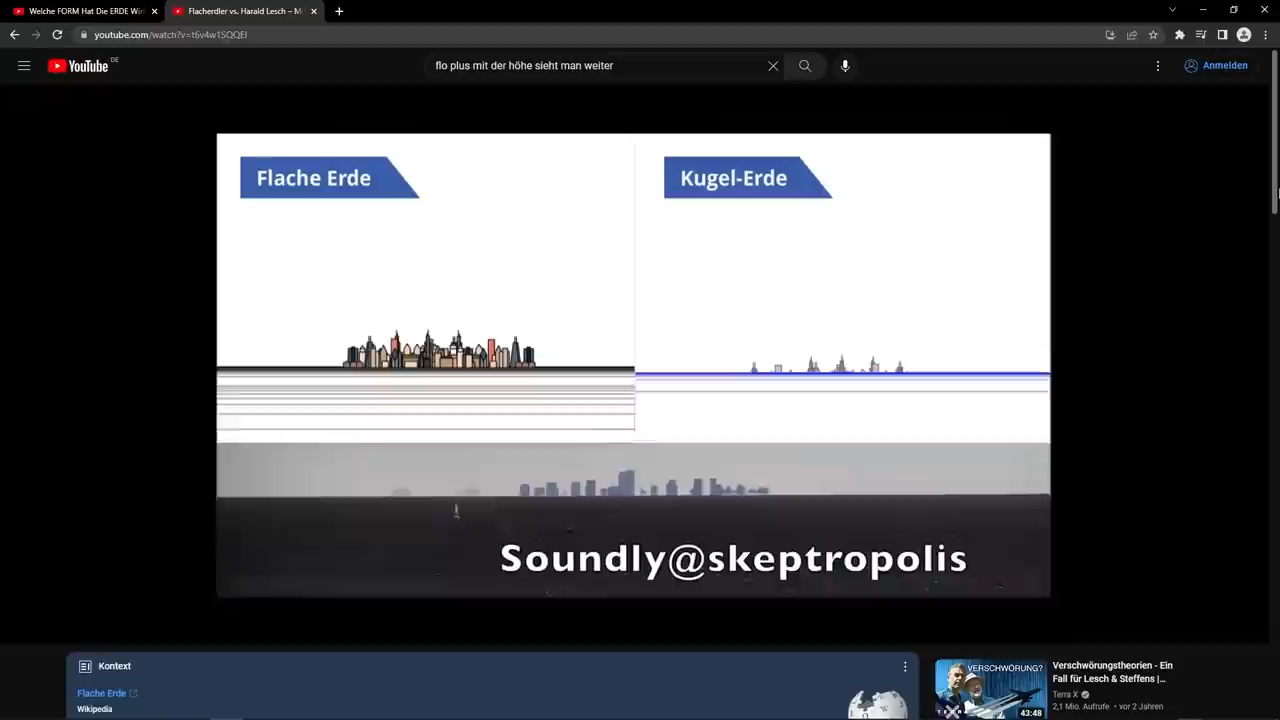 Welche FORM Hat Die ERDE Wir
Flacherdler vs. Harald Lesch – Mi
youtube.com/watch?v=t6v4w1SQQEI
YouTube DE
flo plus mit der höhe sieht man weiter
Anmelden
Flache Erde
Kugel-Erde
Soundly@skeptropolis
Kontext
Flache Erde
Wikipedia
VERSCHWÖRUNG?
43:48
Verschwörungstheorien - Ein
Fall für Lesch & Steffens |...
Terra X
2,1 Mio. Aufrufe • vor 2 Jahren